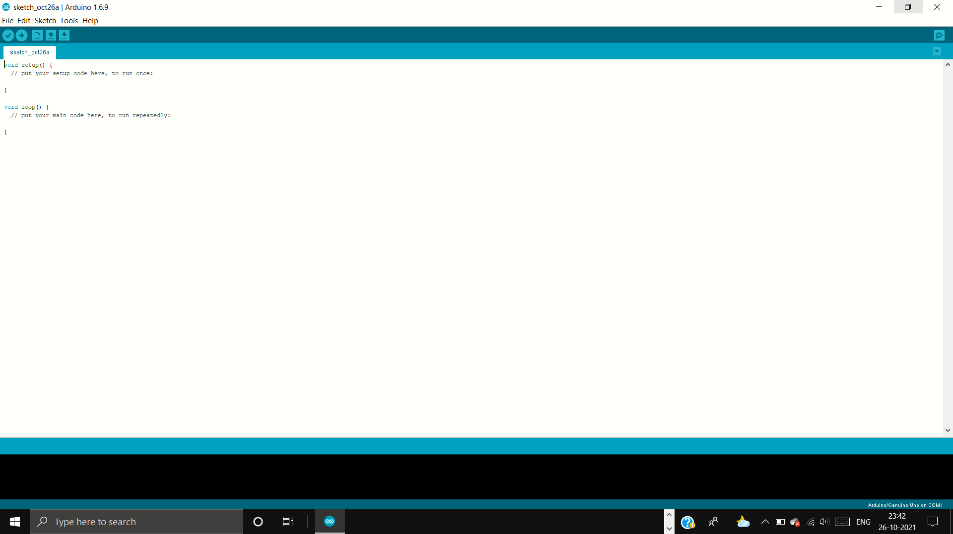 sketch_oct26a | Arduino 1.6.9
File Edit Sketch Tools Help
sketch_oct26a
void setup() {
// put your setup code here, to run once:
}
void loop() {
// put your main code here, to run repeatedly:
}
Arduino/Genuino Uno on COM1
Type here to search
ENG
23:42
26-10-2021